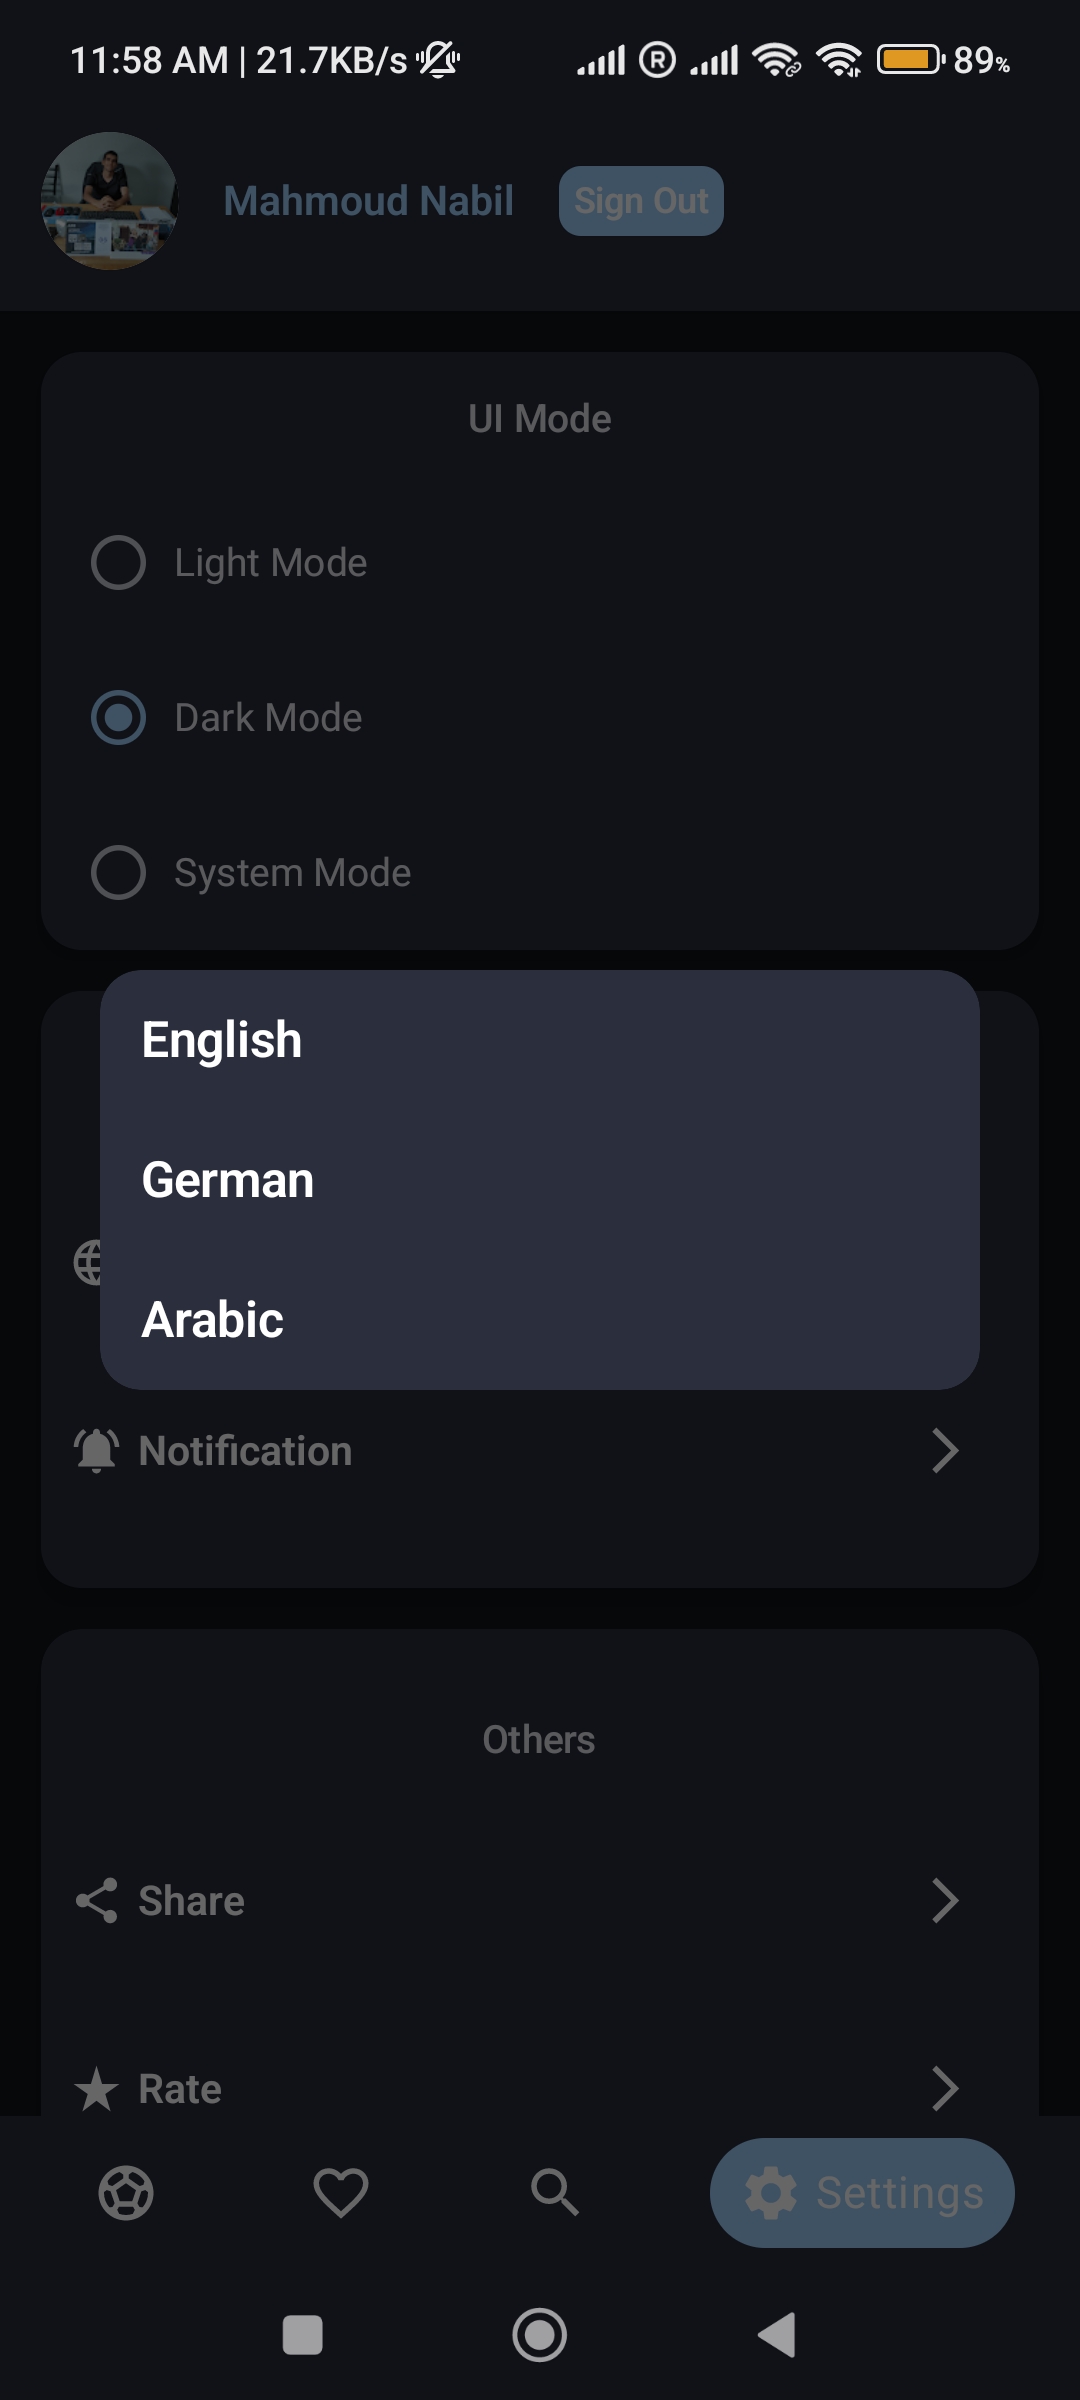 11:58 AM | 21.7KB/s R 89%
Mahmoud Nabil
Sign Out
UI Mode
Light Mode
Dark Mode
System Mode
English
German
Arabic
Notification
Others
Share
Rate
Settings